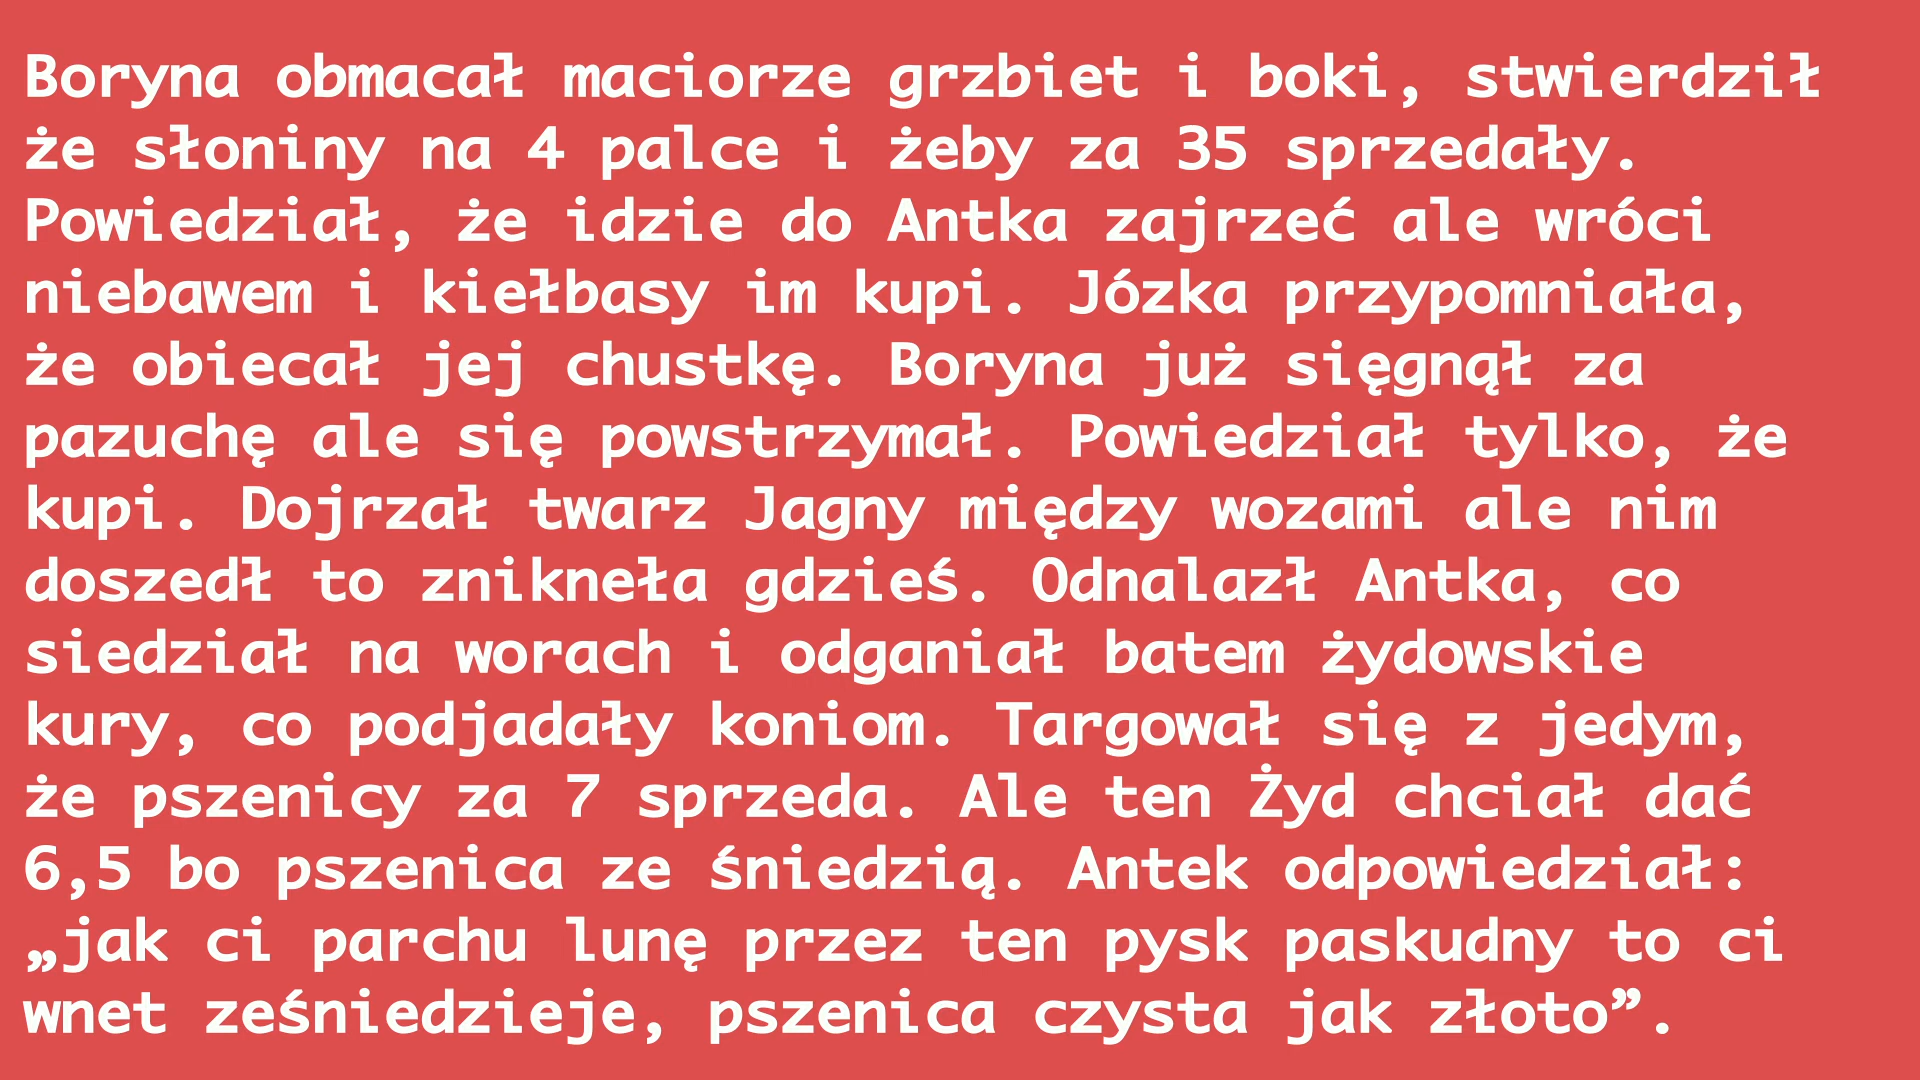 Boryna obmacał maciorze grzbiet i boki, stwierdził
że słoniny na 4 palce i żeby za 35 sprzedały.
Powiedział, że idzie do Antka zajrzeć ale wróci
niebawem i kiełbasy im kupi. Józka przypomniała,
że obiecał jej chustkę. Boryna już sięgnął za
pazuchę ale się powstrzymał. Powiedział tylko, że
kupi. Dojrzał twarz Jagny między wozami ale nim
doszedł to znikneła gdzieś. Odnalazł Antka, co
siedział na worach i odganiał batem żydowskie
kury, co podjadały koniom. Targował się z jedym,
że pszenicy za 7 sprzeda. Ale ten Żyd chciał dać
6,5 bo pszenica ze śniedzią. Antek odpowiedział:
„jak ci parchu lunę przez ten pysk paskudny to ci
wnet ześniedzieje, pszenica czysta jak złoto”.